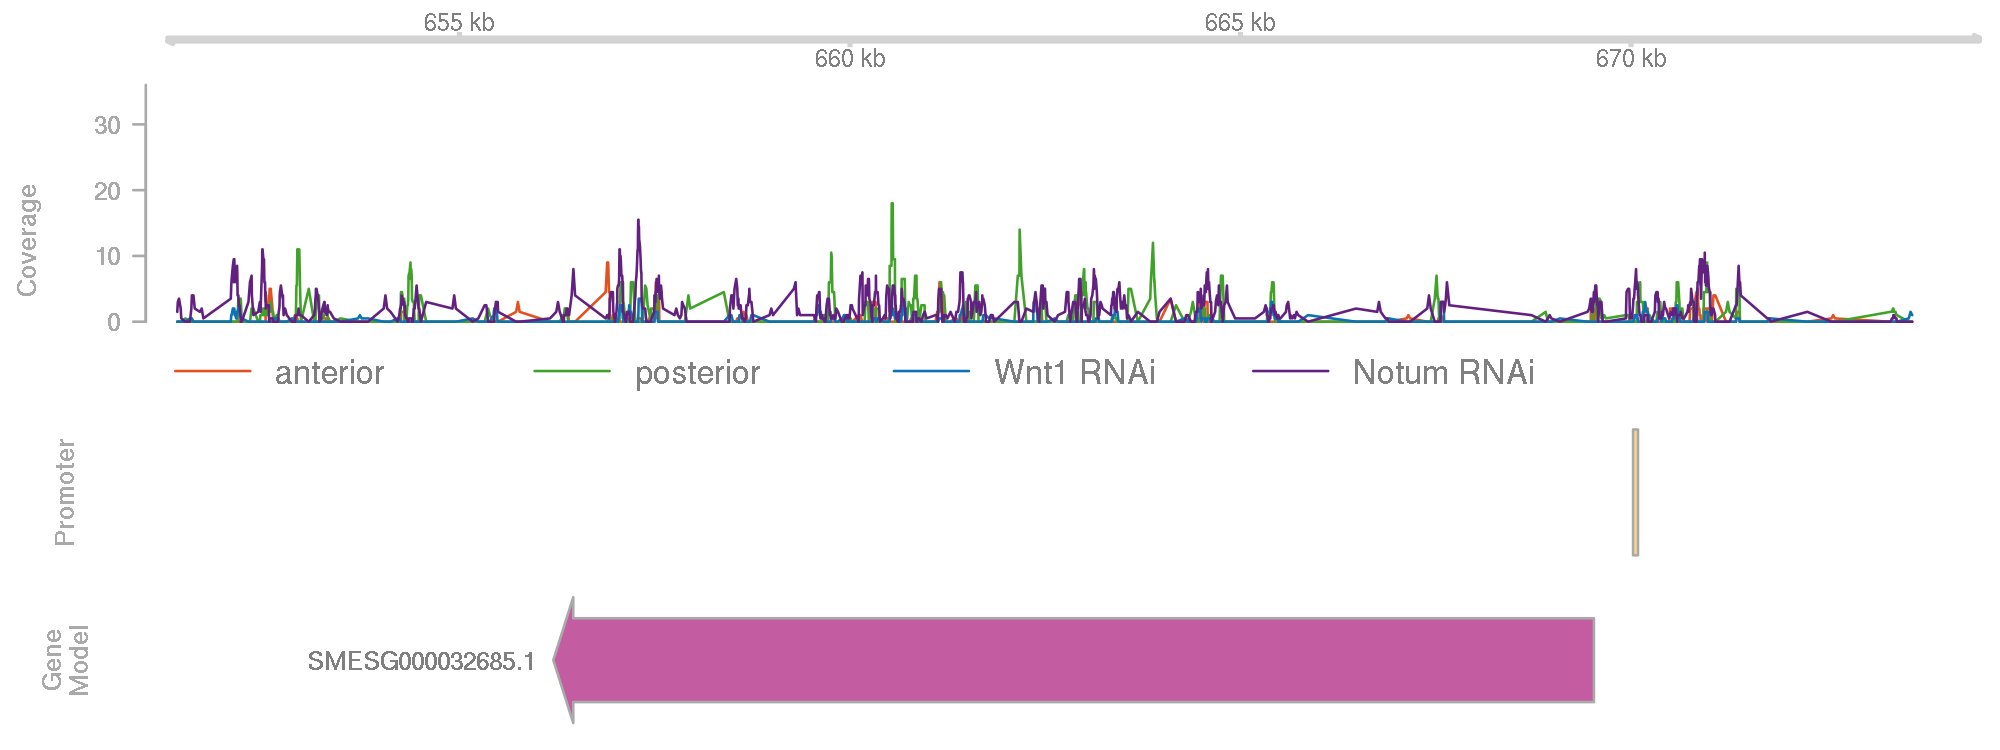 655 kb
665 kb
660 kb
670 kb
Coverage
30
20
10
0
anterior
posterior
Wnt1 RNAi
Notum RNAi
Promoter
Gene
Model
SMESG000032685.1